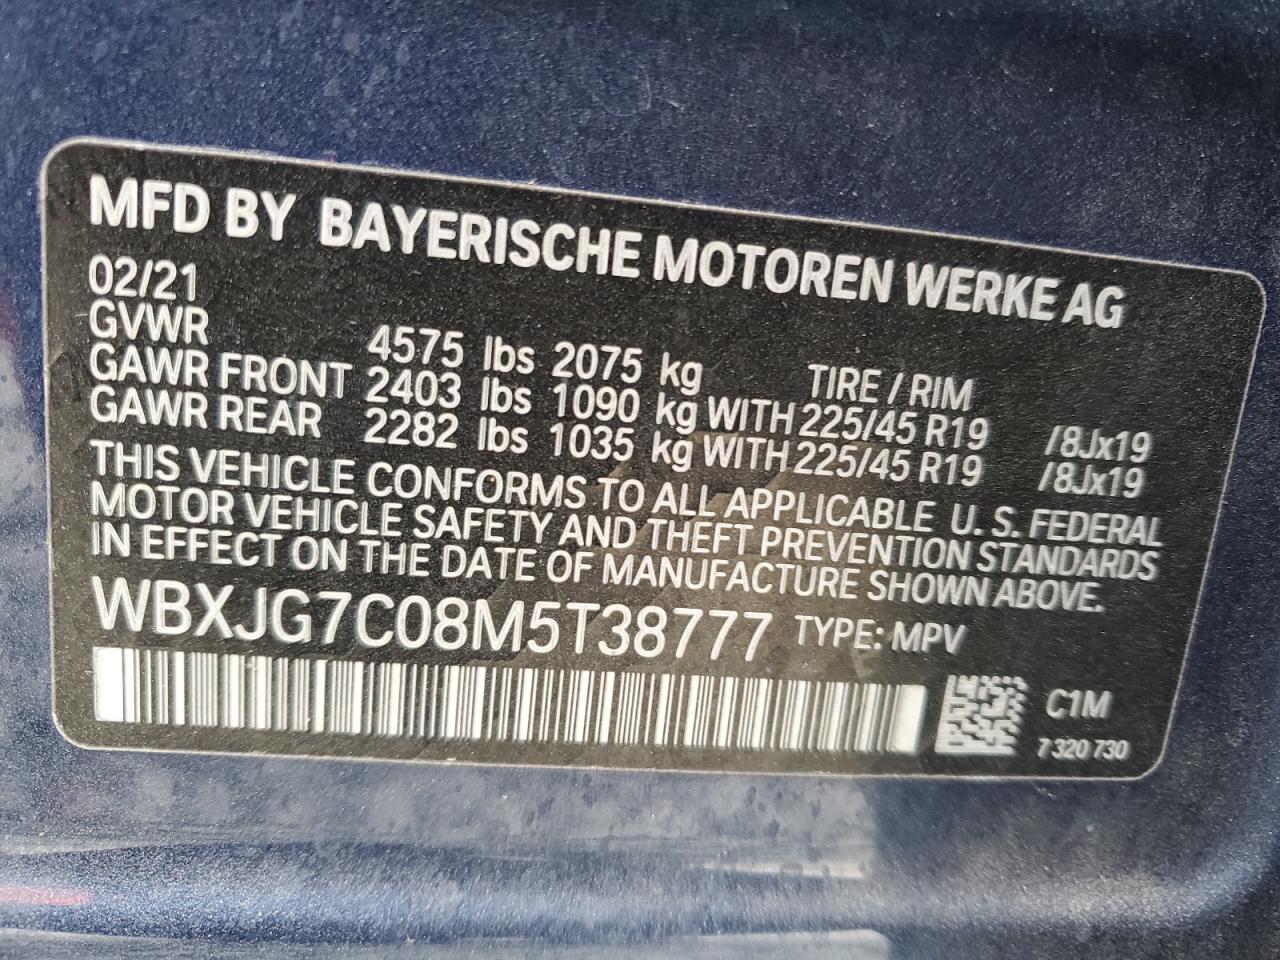 MFD BY BAYERISCHE MOTOREN WERKE AG
02/21
GVWR 4575 lbs 2075 kg TIRE / RIM
GAWR FRONT 2403 lbs 1090 kg WITH 225/45 R19 /8Jx19
GAWR REAR 2282 lbs 1035 kg WITH 225/45 R19 /8Jx19
THIS VEHICLE CONFORMS TO ALL APPLICABLE U. S. FEDERAL
MOTOR VEHICLE SAFETY AND THEFT PREVENTION STANDARDS
IN EFFECT ON THE DATE OF MANUFACTURE SHOWN ABOVE.
WBXJG7C08M5T38777 TYPE: MPV
C1M
7 320 730